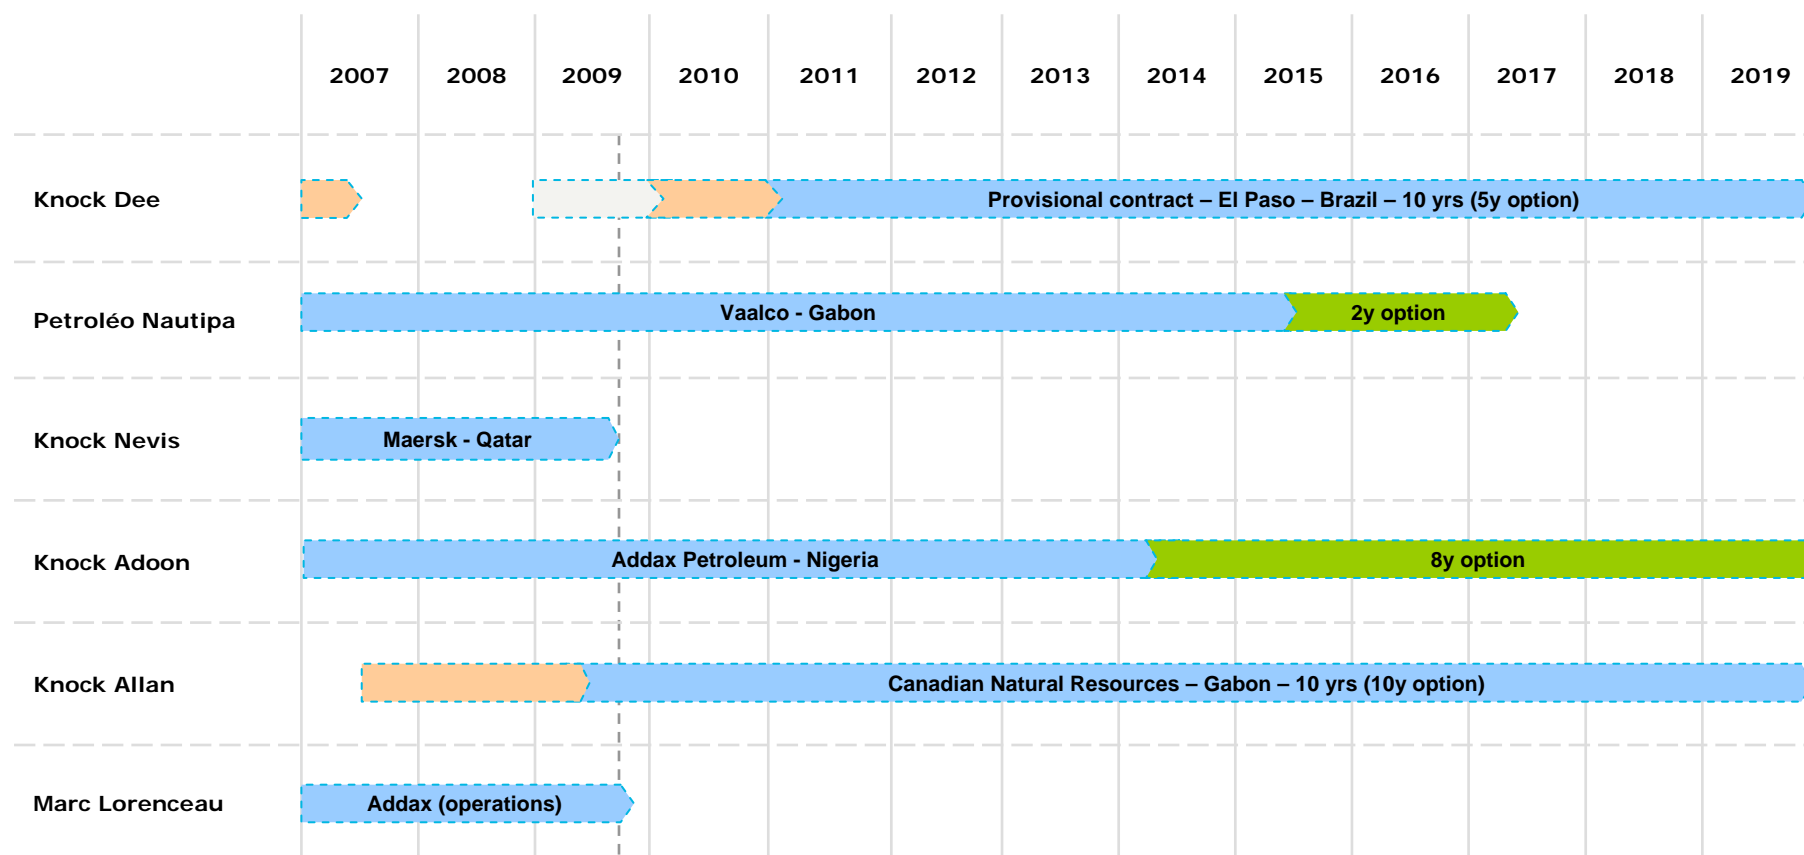 2007 2008 2009 2010 2011 2012 2013 2014 2015 2016 2017 2018 2019
Knock Dee Provisional contract – El Paso – Brazil – 10 yrs (5y option)
Petroléo Nautipa Vaalco - Gabon 2y option
Knock Nevis Maersk - Qatar
Knock Adoon Addax Petroleum - Nigeria 8y option
Knock Allan Canadian Natural Resources – Gabon – 10 yrs (10y option)
Marc Lorenceau Addax (operations)